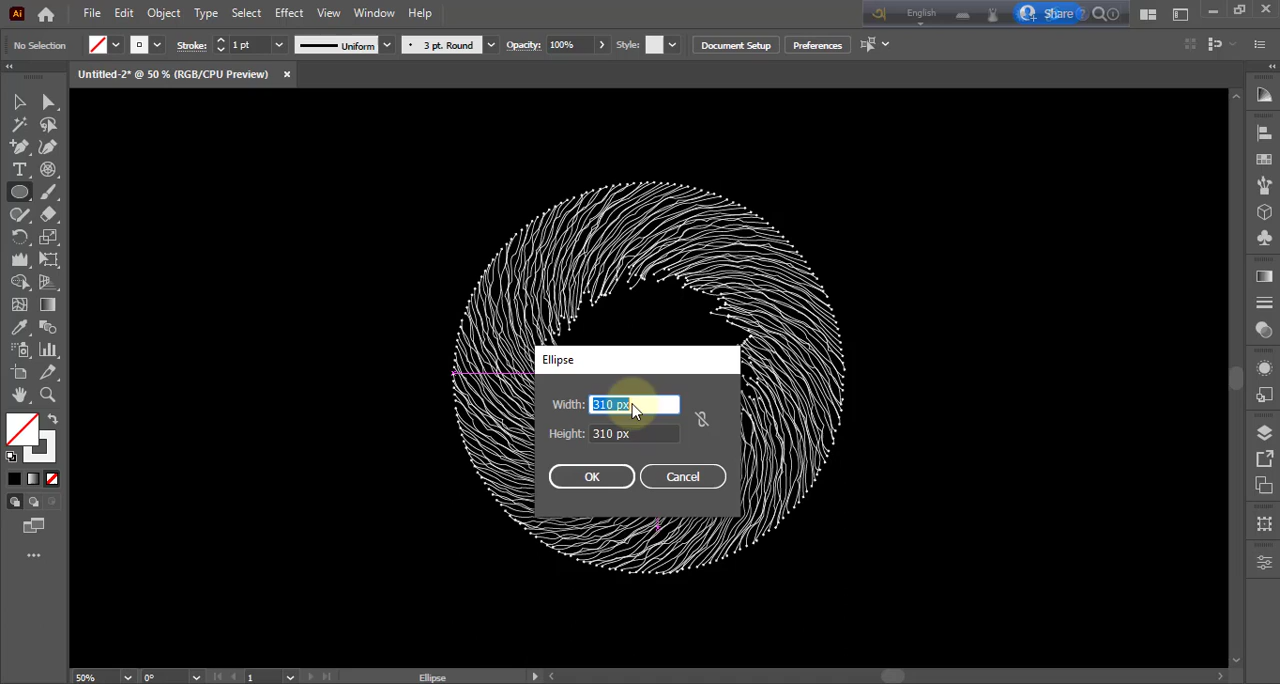 Ai File Edit Object Type Select Effect View Window Help অ English Share
No Selection Stroke: 1 pt Uniform 3 pt. Round Opacity: 100% Style: Document Setup Preferences
Untitled-2* @ 50 % (RGB/CPU Preview) ×
Ellipse
Width: 310 px
Height: 310 px
OK Cancel
50% 0° 1 Ellipse